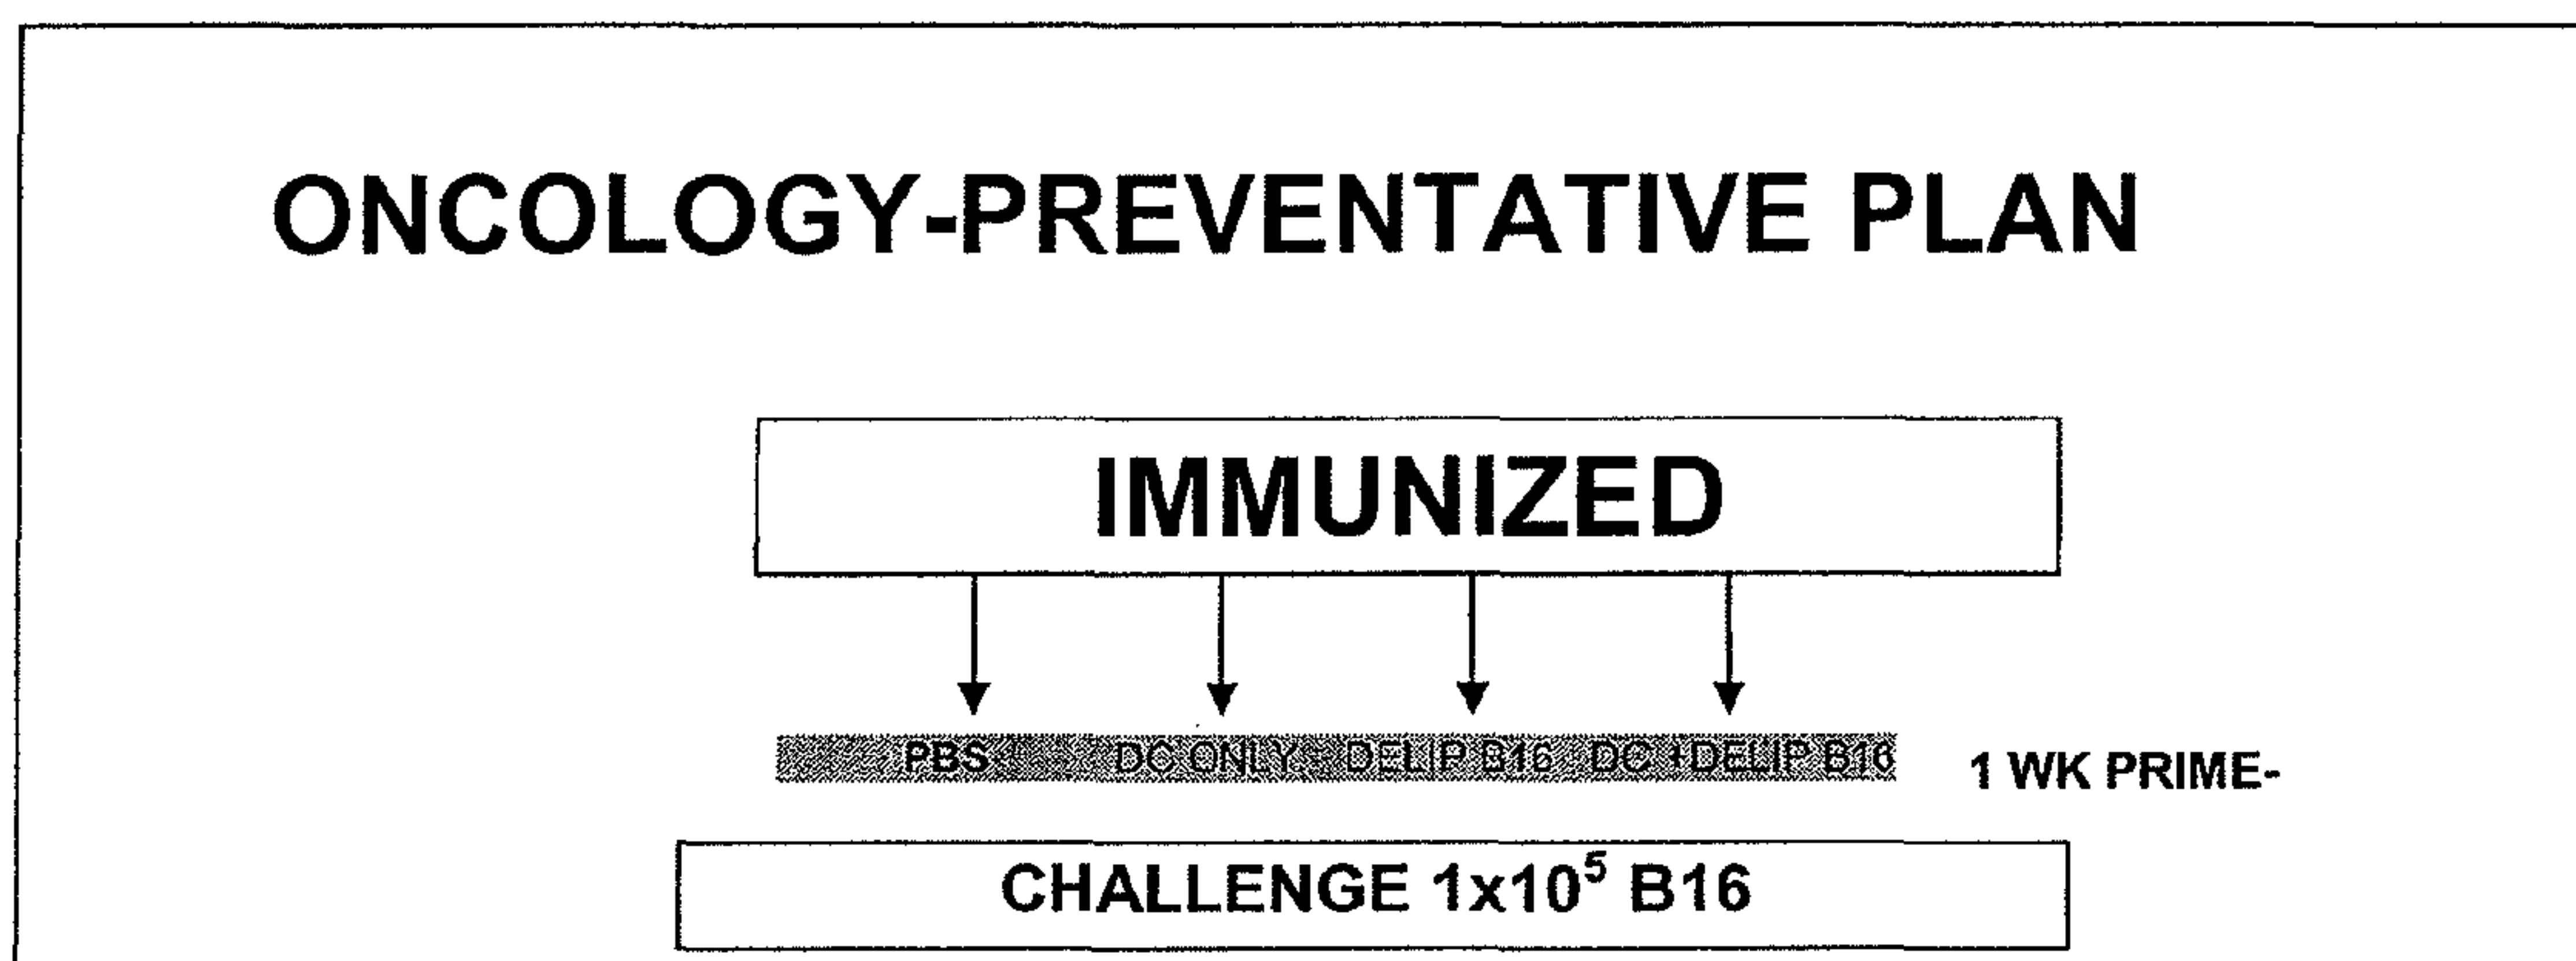 ONCOLOGY-PREVENTATIVE PLAN
IMMUNIZED
PBS DC ONLY DELIP B16 DC +DELIP B16 1 WK PRIME-
CHALLENGE 1x10⁵ B16